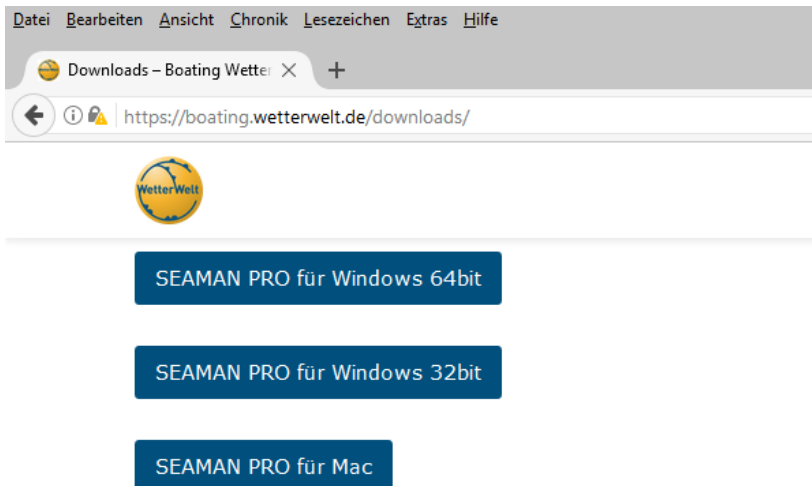 Datei Bearbeiten Ansicht Chronik Lesezeichen Extras Hilfe
Downloads – Boating Wetter
https://boating.wetterwelt.de/downloads/
WetterWelt
SEAMAN PRO für Windows 64bit
SEAMAN PRO für Windows 32bit
SEAMAN PRO für Mac